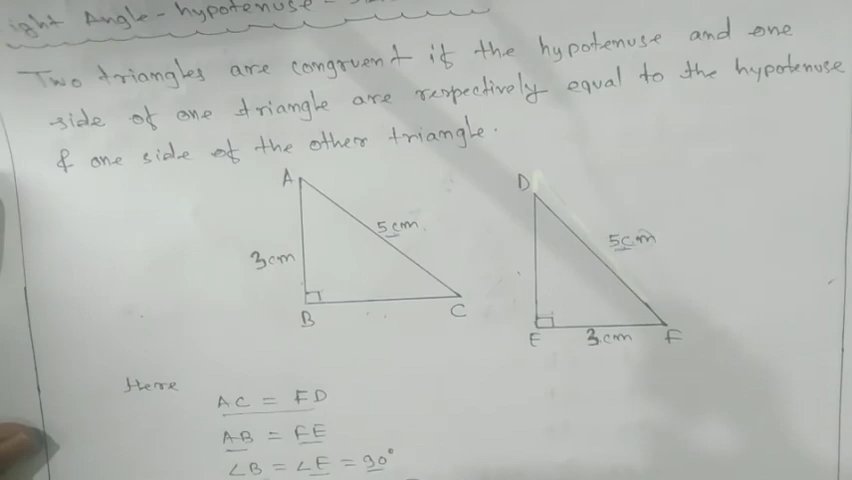 ight Angle - hypotenuse -
Two triangles are congruent if the hypotenuse and one
side of one triangle are respectively equal to the hypotenuse
& one side of the other triangle.
A
D
5cm
5cm
3cm
B
C
E
3cm
F
Here
AC = FD
AB = FE
∠B = ∠E = 90°